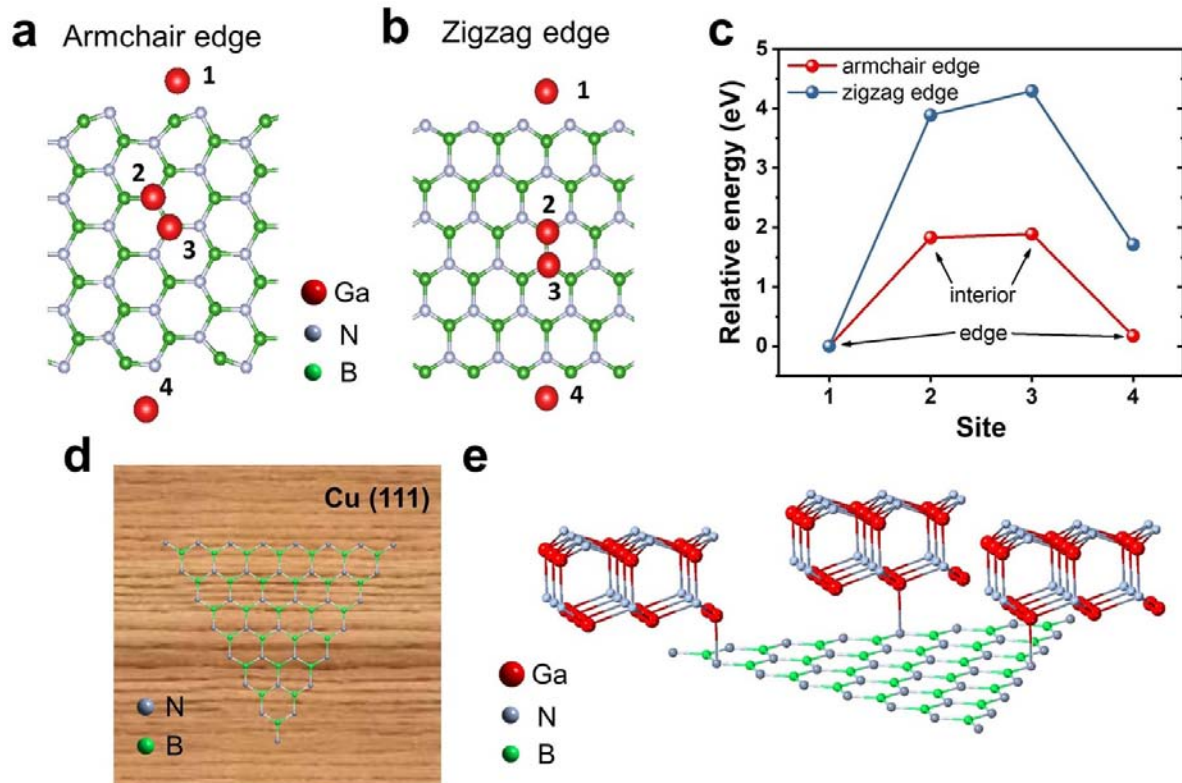 a Armchair edge
1
2
3
4
Ga
N
B
b Zigzag edge
1
2
3
4
c
Relative energy (eV)
5
4
3
2
1
0
armchair edge
zigzag edge
interior
edge
1 2 3 4
Site
d
Cu (111)
N
B
e
Ga
N
B